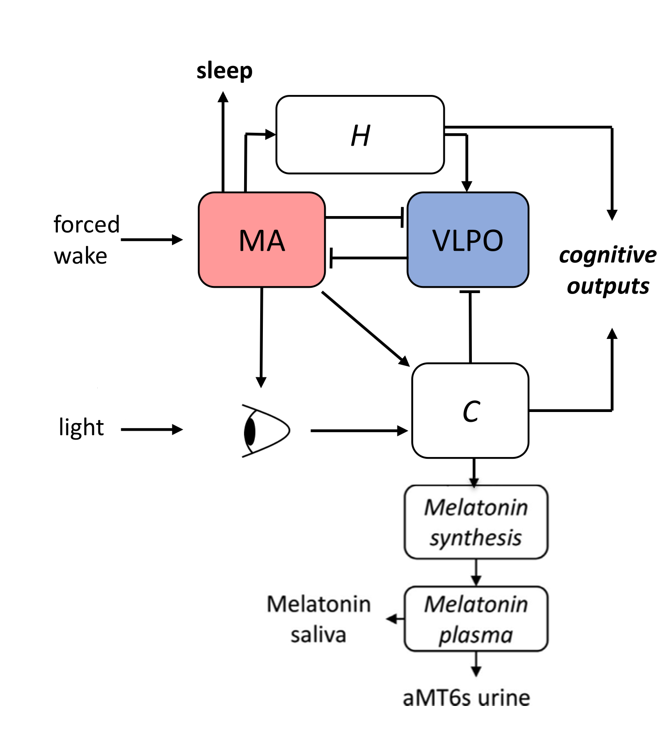 sleep
H
forced
wake
MA
VLPO
cognitive
outputs
light
C
Melatonin
synthesis
Melatonin
saliva
Melatonin
plasma
aMT6s urine